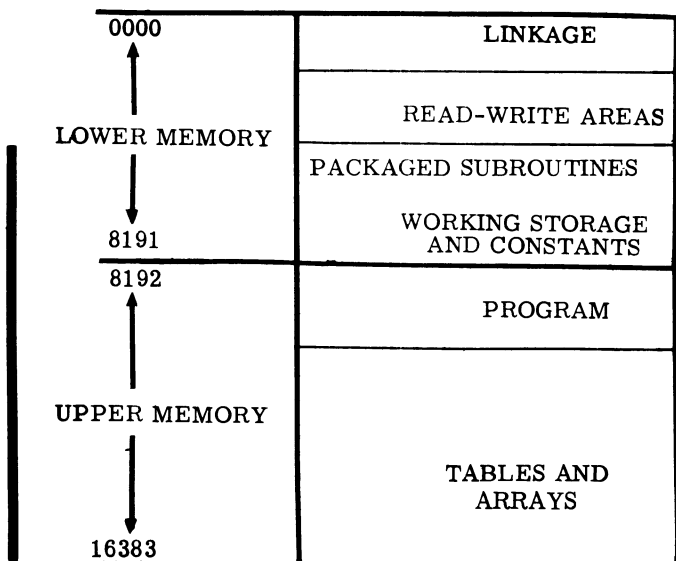 0000
LINKAGE
READ-WRITE AREAS
LOWER MEMORY
PACKAGED SUBROUTINES
WORKING STORAGE
AND CONSTANTS
8191
8192
PROGRAM
UPPER MEMORY
TABLES AND
ARRAYS
16383